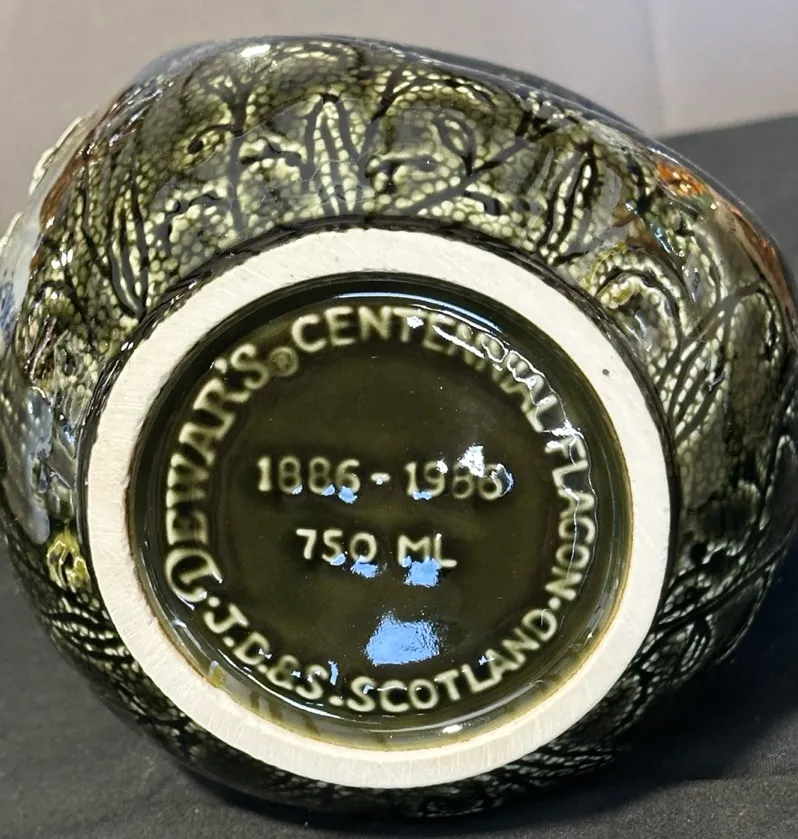 DEWAR'S® CENTENNIAL FLAGON · J.D.&S. SCOTLAND ·
1886 - 1986
750 ML